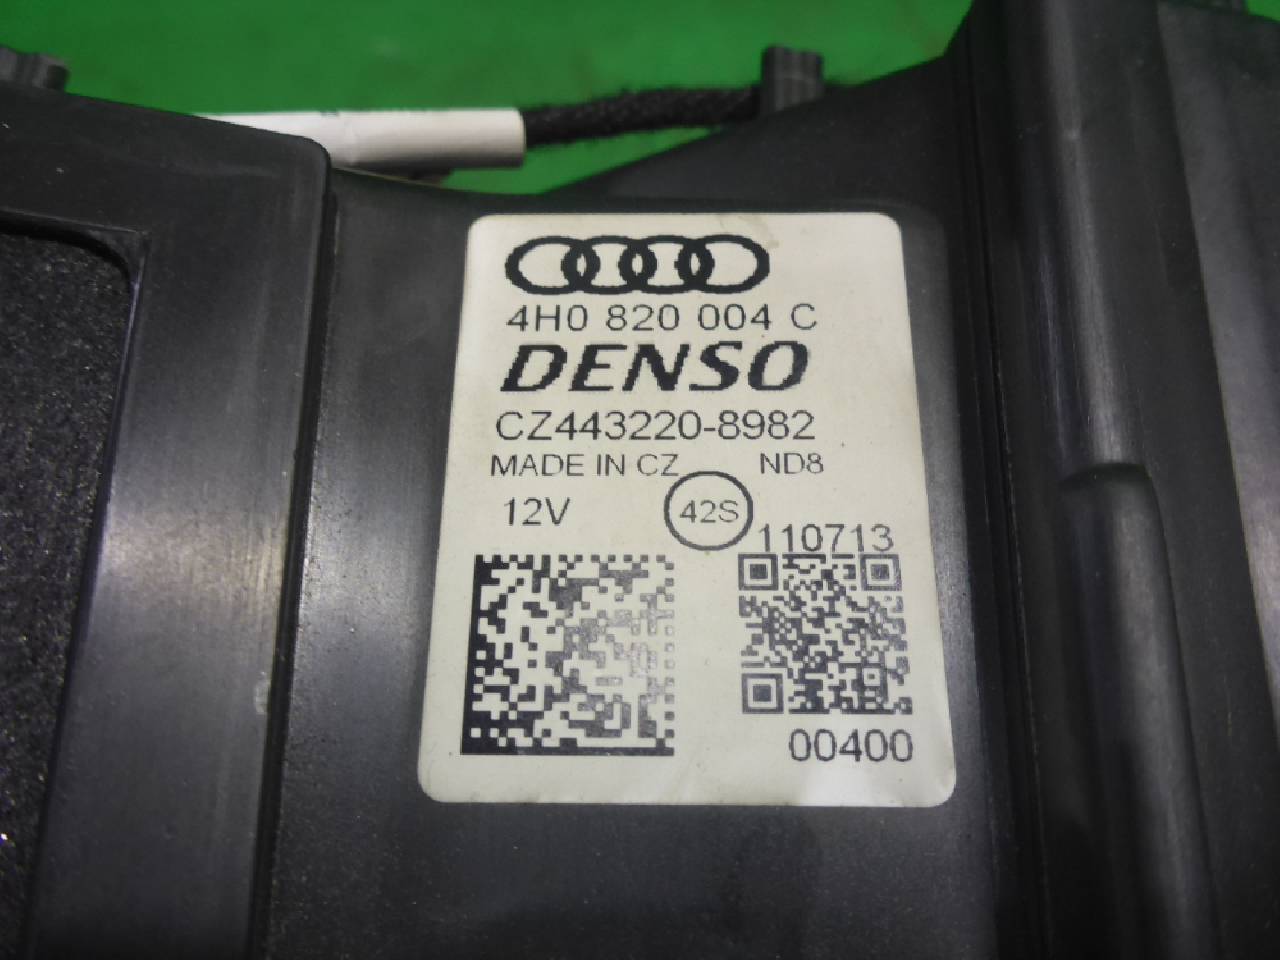 4H0 820 004 C
DENSO
CZ443220-8982
MADE IN CZ ND8
12V 42S 110713
00400